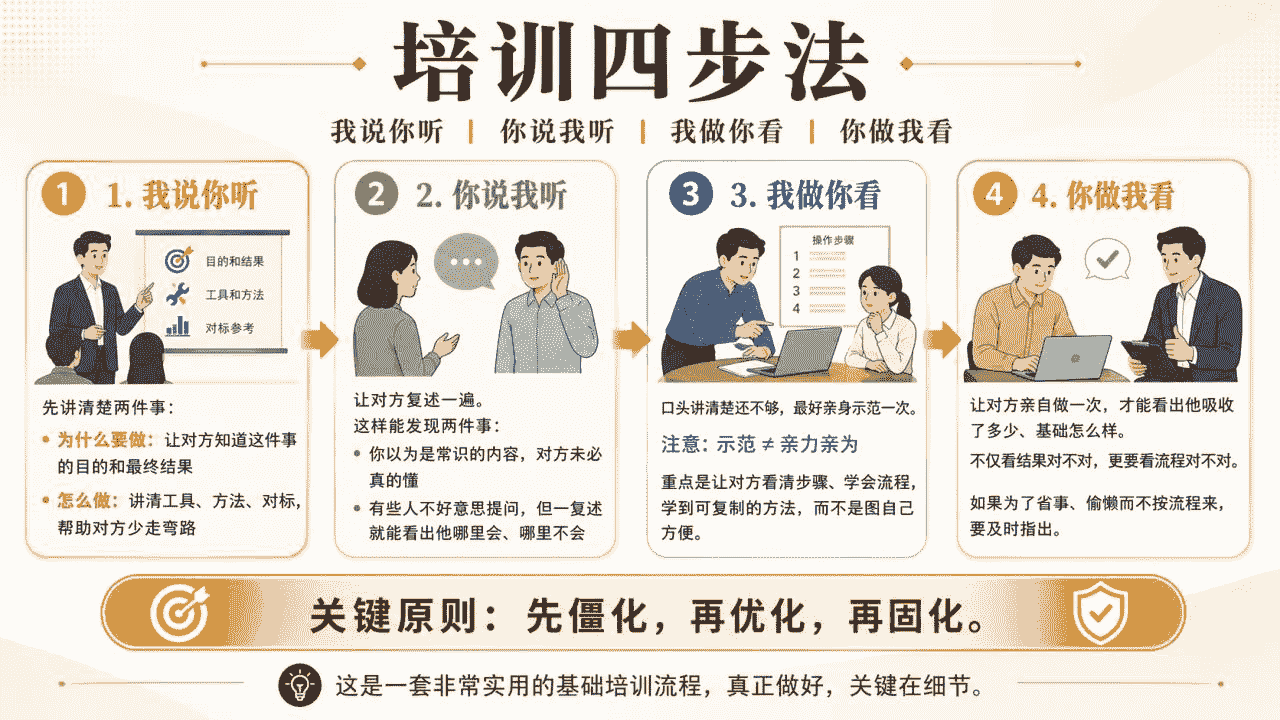 培训四步法
我说你听 | 你说我听 | 我做你看 | 你做我看
1 1. 我说你听
目的和结果
工具和方法
对标参考
先讲清楚两件事：
• 为什么要做：让对方知道这件事
的目的和最终结果
• 怎么做：讲清工具、方法、对标，
帮助对方少走弯路
2 2. 你说我听
让对方复述一遍。
这样能发现两件事：
• 你以为是常识的内容，对方未必
真的懂
• 有些人不好意思提问，但一复述
就能看出他哪里会、哪里不会
3 3. 我做你看
操作步骤
1
2
3
4
口头讲清楚还不够，最好亲身示范一次。
注意：示范 ≠ 亲力亲为
重点是让对方看清步骤、学会流程，
学到可复制的方法，而不是图自己
方便。
4 4. 你做我看
让对方亲自做一次，才能看出他吸收
了多少、基础怎么样。
不仅看结果对不对，更要看流程对不对。
如果为了省事、偷懒而不按流程来，
要及时指出。
关键原则：先僵化，再优化，再固化。
这是一套非常实用的基础培训流程，真正做好，关键在细节。